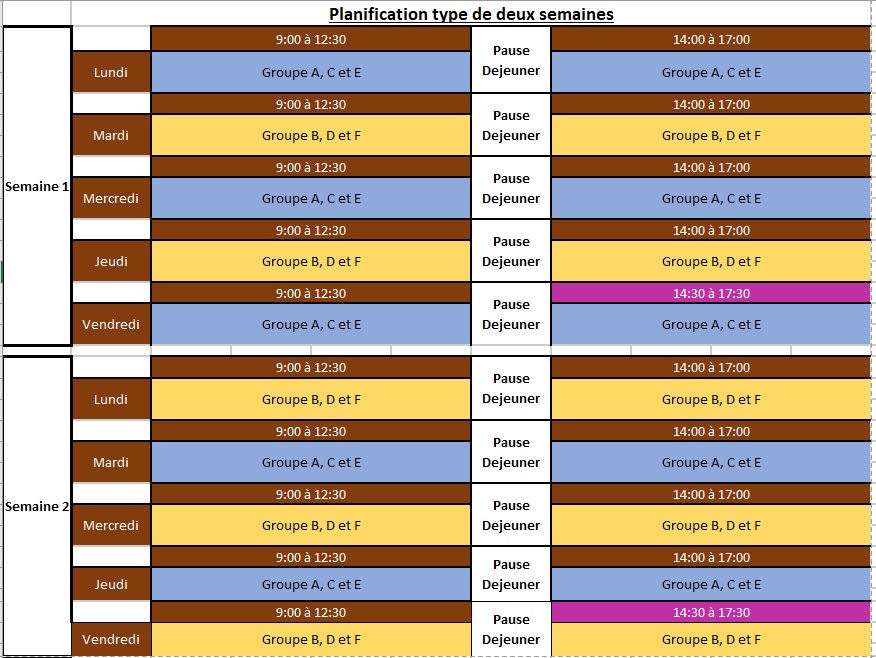 Planification type de deux semaines
Semaine 1
9:00 à 12:30 Pause Dejeuner 14:00 à 17:00
Lundi Groupe A, C et E Groupe A, C et E
9:00 à 12:30 Pause Dejeuner 14:00 à 17:00
Mardi Groupe B, D et F Groupe B, D et F
9:00 à 12:30 Pause Dejeuner 14:00 à 17:00
Mercredi Groupe A, C et E Groupe A, C et E
9:00 à 12:30 Pause Dejeuner 14:00 à 17:00
Jeudi Groupe B, D et F Groupe B, D et F
9:00 à 12:30 Pause Dejeuner 14:30 à 17:30
Vendredi Groupe A, C et E Groupe A, C et E
Semaine 2
9:00 à 12:30 Pause Dejeuner 14:00 à 17:00
Lundi Groupe B, D et F Groupe B, D et F
9:00 à 12:30 Pause Dejeuner 14:00 à 17:00
Mardi Groupe A, C et E Groupe A, C et E
9:00 à 12:30 Pause Dejeuner 14:00 à 17:00
Mercredi Groupe B, D et F Groupe B, D et F
9:00 à 12:30 Pause Dejeuner 14:00 à 17:00
Jeudi Groupe A, C et E Groupe A, C et E
9:00 à 12:30 Pause Dejeuner 14:30 à 17:30
Vendredi Groupe B, D et F Groupe B, D et F